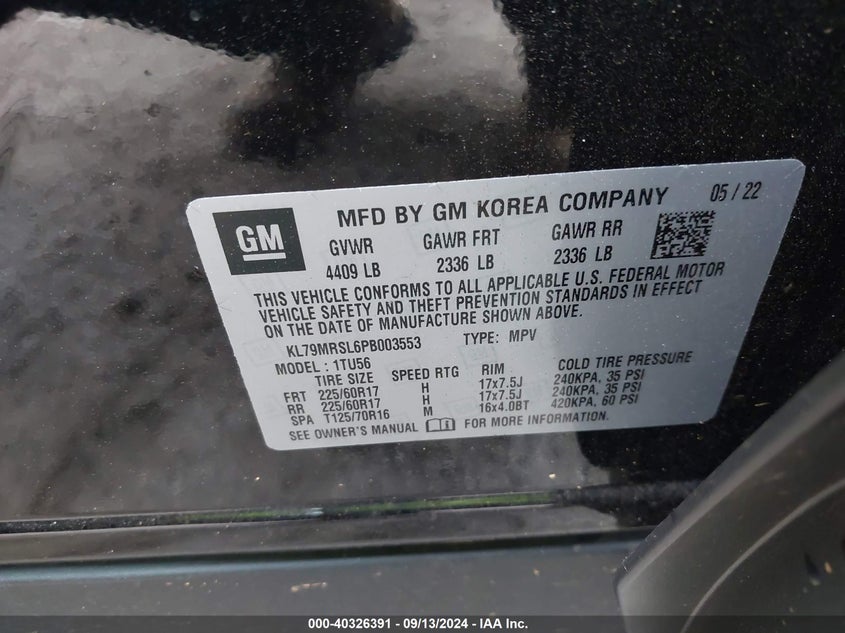 GM
MFD BY GM KOREA COMPANY 05 / 22
GVWR GAWR FRT GAWR RR
4409 LB 2336 LB 2336 LB
THIS VEHICLE CONFORMS TO ALL APPLICABLE U.S. FEDERAL MOTOR
VEHICLE SAFETY AND THEFT PREVENTION STANDARDS IN EFFECT
ON THE DATE OF MANUFACTURE SHOWN ABOVE.
KL79MRSL6PB003553 TYPE: MPV
MODEL : 1TU56
TIRE SIZE SPEED RTG RIM COLD TIRE PRESSURE
FRT 225/60R17 H 17x7.5J 240KPA, 35 PSI
RR 225/60R17 H 17x7.5J 240KPA, 35 PSI
SPA T125/70R16 M 16x4.0BT 420KPA, 60 PSI
SEE OWNER'S MANUAL FOR MORE INFORMATION.
000-40326391 - 09/13/2024 - IAA Inc.